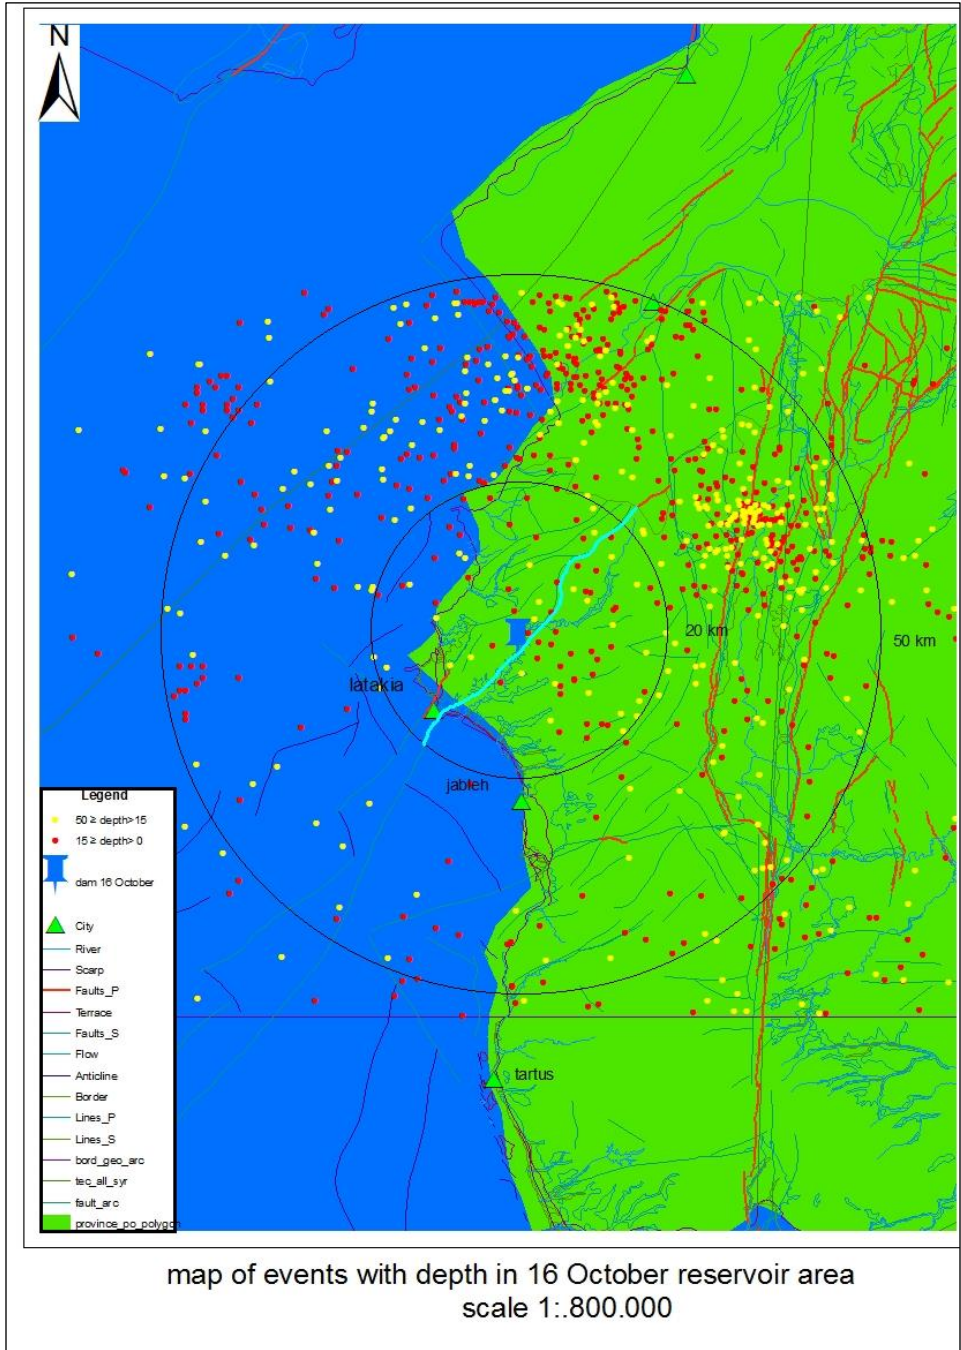 N
20 km
50 km
latakia
jableh
Legend
50 ≥ depth>15
15 ≥ depth> 0
dam 16 October
City
River
Scarp
Faults_P
Terrace
Faults_S
Flow
Anticline
Border
Lines_P
Lines_S
bord_geo_arc
tec_all_syr
fault_arc
province_po_polygon
tartus
map of events with depth in 16 October reservoir area
scale 1:.800.000